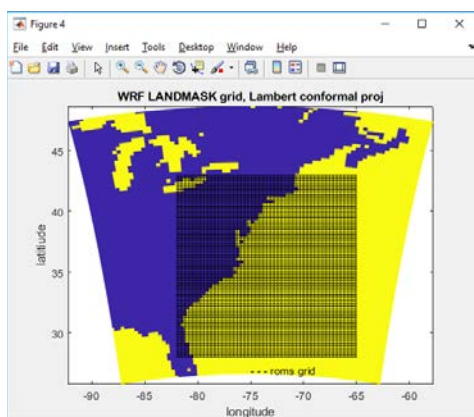 Figure 4
File Edit View Insert Tools Desktop Window Help
WRF LANDMASK grid, Lambert conformal proj
45
40
35
30
latitiude
-90 -85 -80 -75 -70 -65 -60
longitude
--- roms grid